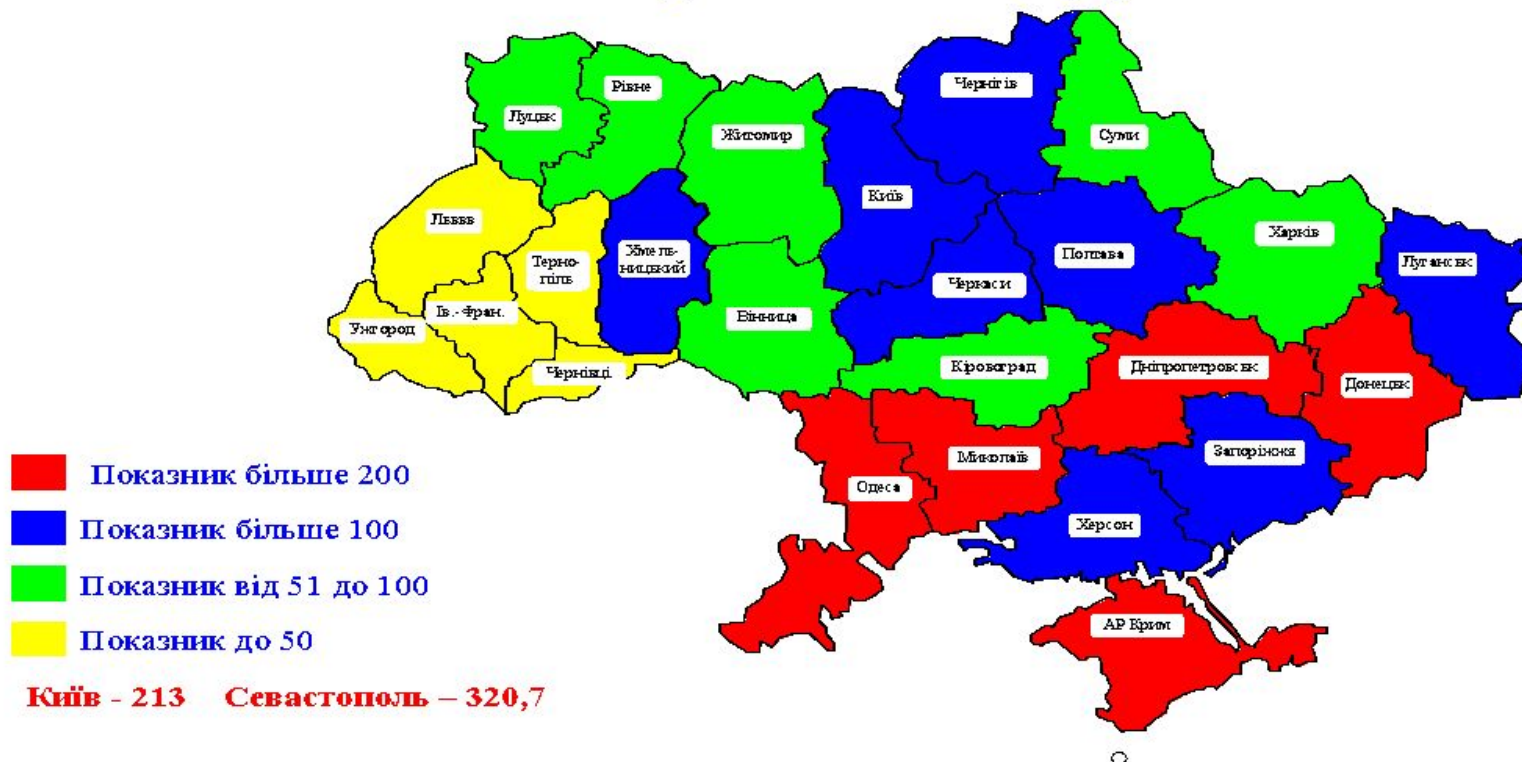 Чернігів
Рівне
Луцьк
Житомир
Суми
Київ
Львів
Хмель-
ницький
Терно-
піль
Полтава
Харків
Луганськ
Черкаси
Ів.-Фран.
Вінниця
Ужгород
Чернівці
Кіровоград
Дніпропетровськ
Донецьк
Запоріжжя
Миколаїв
Одеса
Херсон
АР Крим
Показник більше 200
Показник більше 100
Показник від 51 до 100
Показник до 50
Київ - 213 Севастополь – 320,7